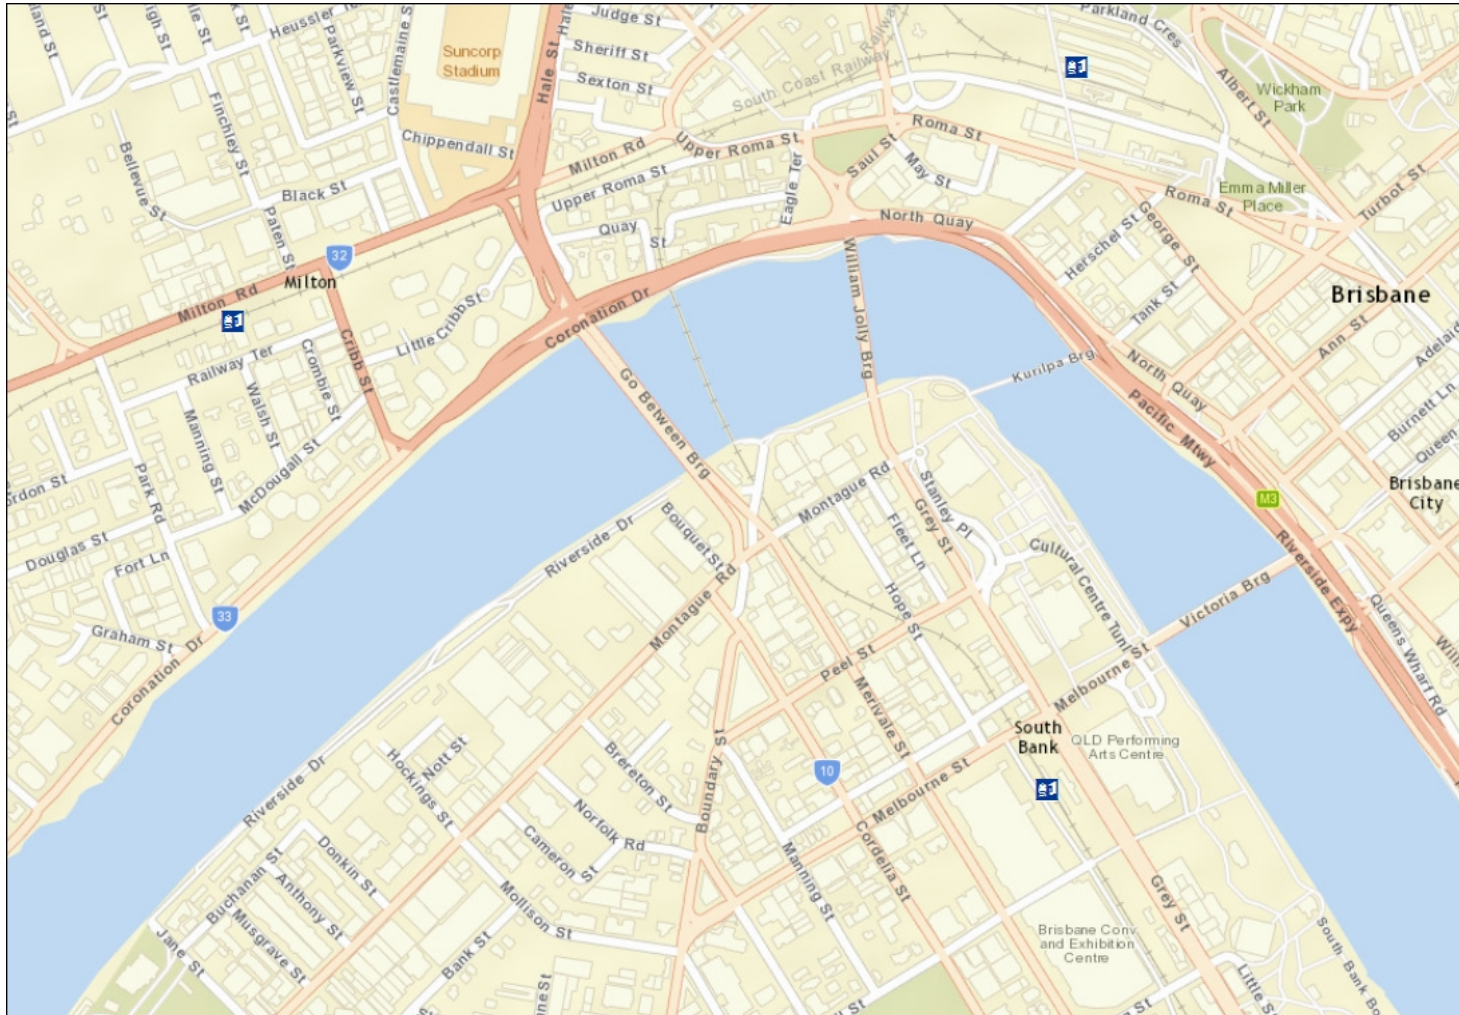 Judge St
Parkland Cres
Heussler Ter
Hale St
Sheriff St
Parkview St
Castlemaine St
Suncorp
Stadium
Sexton St
South Coast Railway
Railway
Albert St
Wickham
Park
Finchley St
Hale St
Chippendall St
Milton Rd
Upper Roma St
Roma St
Saul St
May St
Bellevue St
Black St
Upper Roma St
Eagle Ter
Emma Miller
Place
Roma St
Turbot St
Paten St
Quay
St
North Quay
George St
Herschel St
32
Milton
Tank St
Brisbane
Milton Rd
Coronation Dr
William Jolly Brg
Ann St
Little Cribb St
Cribb St
Railway Ter
Crombie St
Kurilpa Brg
North Quay
Walsh St
Go Between Brg
Pacific Mtwy
Burnett Ln
Manning St
McDougall St
Park Rd
Montague Rd
Stanley Pl
M3
Brisbane
City
Riverside Dr
Bouquet St
Fleet Ln
Grey St
Cultural Centre Tunl
Riverside Expy
Douglas St
Fort Ln
Hope St
Victoria Brg
Queens Wharf Rd
33
Graham St
Montague Rd
Peel St
Melbourne St
Coronation Dr
Merivale St
South
Bank
QLD Performing
Arts Centre
Nott St
Hockings St
Brereton St
Boundary St
10
Melbourne St
Riverside Dr
Norfolk Rd
Cameron St
Cordelia St
Manning St
Donkin St
Buchanan St
Anthony St
Mollison St
Grey St
Musgrave St
Bank St
Jane St
Brisbane Conv
and Exhibition
Centre
South Bank
Little St